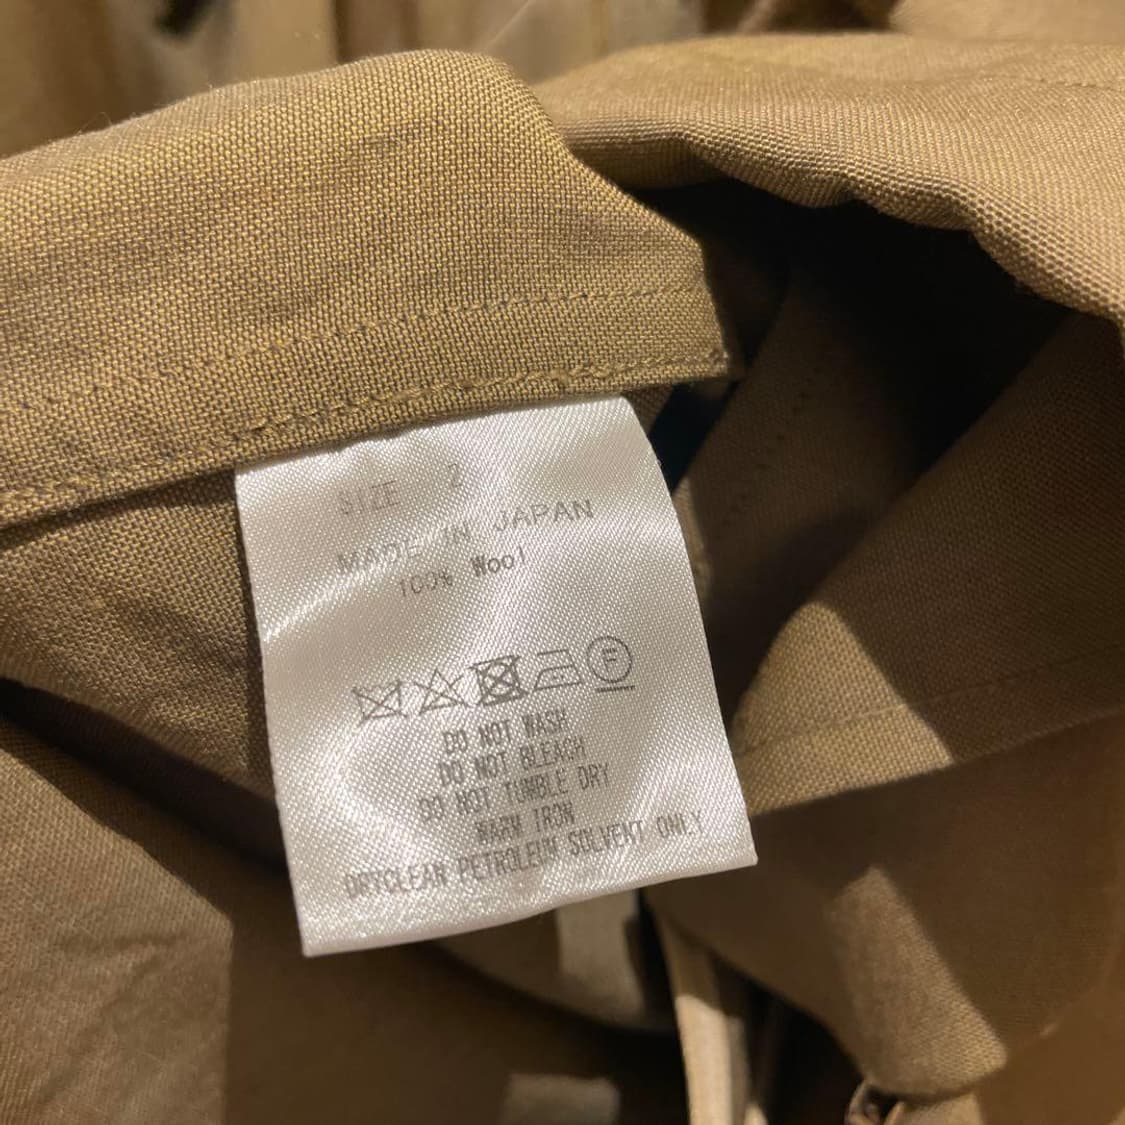 SIZE 2
MADE IN JAPAN
100% Wool
F
DO NOT WASH
DO NOT BLEACH
DO NOT TUMBLE DRY
WARM IRON
DRYCLEAN PETROLEUM SOLVENT ONLY